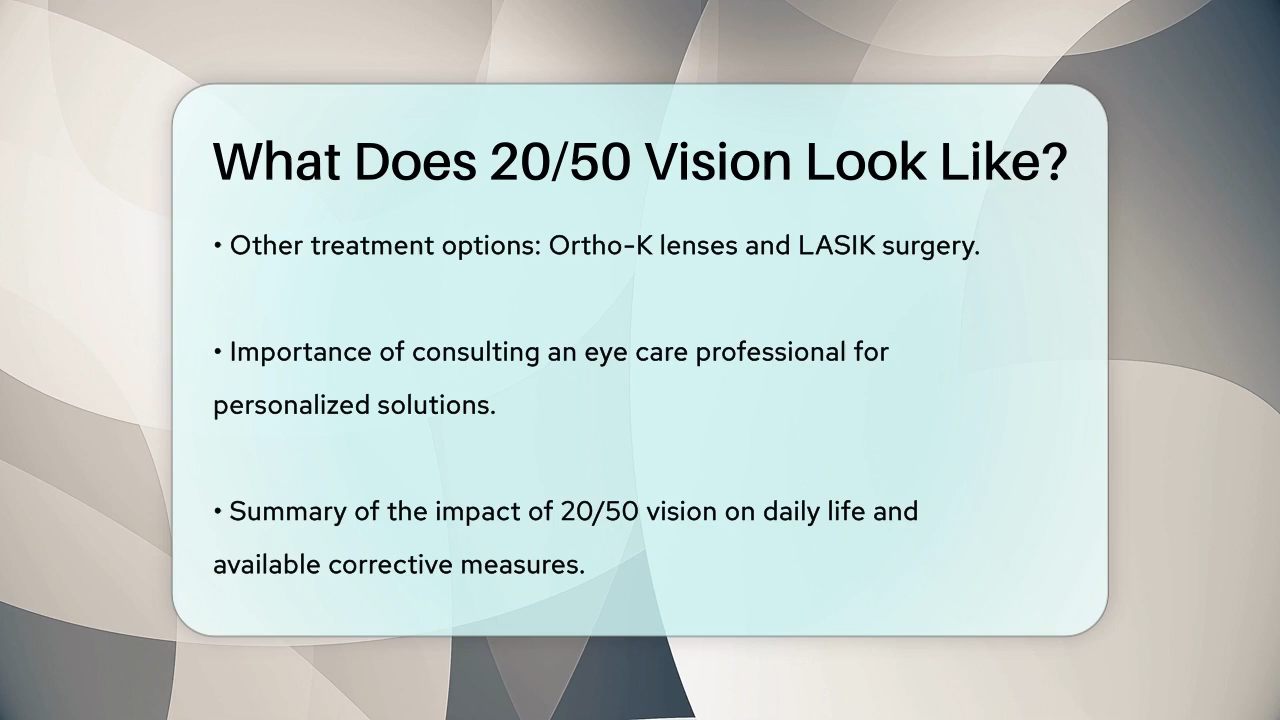 What Does 20/50 Vision Look Like?
• Other treatment options: Ortho-K lenses and LASIK surgery.
• Importance of consulting an eye care professional for
personalized solutions.
• Summary of the impact of 20/50 vision on daily life and
available corrective measures.